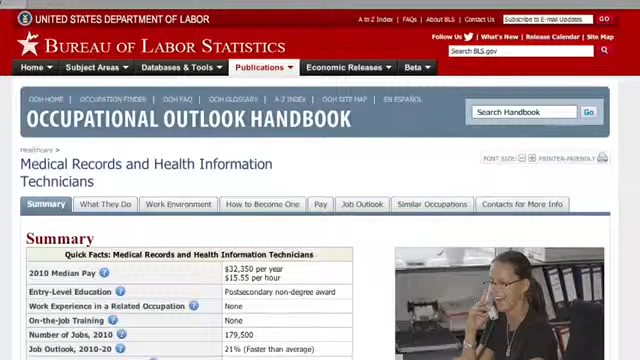 UNITED STATES DEPARTMENT OF LABOR
A to Z Index | FAQs | About BLS | Contact Us Subscribe to E-mail Updates GO
Follow Us What's New | Release Calendar | Site Map
BUREAU OF LABOR STATISTICS
Search BLS.gov
Home Subject Areas Databases & Tools Publications Economic Releases Beta
OOH HOME | OCCUPATION FINDER | OOH FAQ | OOH GLOSSARY | A-Z INDEX | OOH SITE MAP | EN ESPAÑOL
OCCUPATIONAL OUTLOOK HANDBOOK
Search Handbook Go
Healthcare >
Medical Records and Health Information
Technicians
FONT SIZE: PRINTER-FRIENDLY
Summary What They Do Work Environment How to Become One Pay Job Outlook Similar Occupations Contacts for More Info
Summary
Quick Facts: Medical Records and Health Information Technicians
2010 Median Pay ? $32,350 per year
$15.55 per hour
Entry-Level Education ? Postsecondary non-degree award
Work Experience in a Related Occupation ? None
On-the-job Training ? None
Number of Jobs, 2010 ? 179,500
Job Outlook, 2010-20 ? 21% (Faster than average)